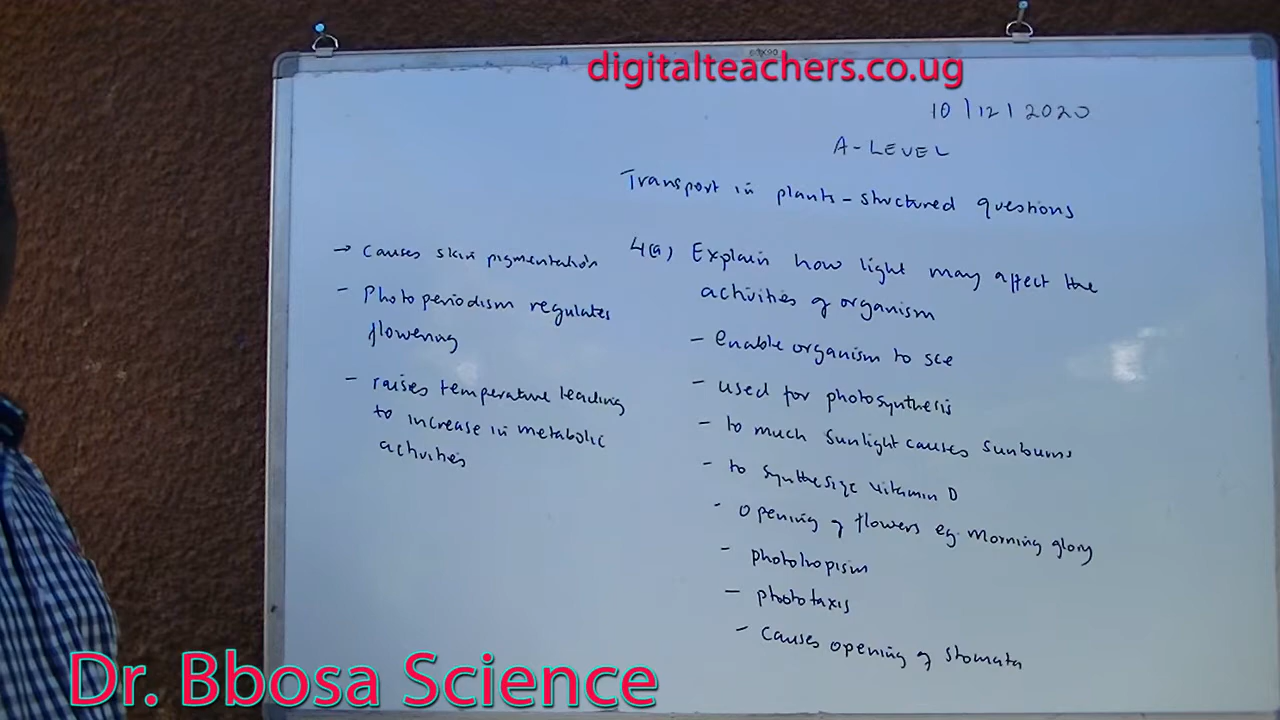 digitalteachers.co.ug
10/12/2020
A-LEVEL
Transport in plants - structured questions
4(a) Explain how light may affect the
activities of organism
- enable organism to see
- used for photosynthesis
- to much sunlight causes sunburns
- to synthesize vitamin D
- opening of flowers eg. morning glory
- phototropism
- phototaxis
- causes opening of stomata
→ causes skin pigmentation
- Photoperiodism regulates
flowering
- raises temperature leading
to increase in metabolic
activities
Dr. Bbosa Science